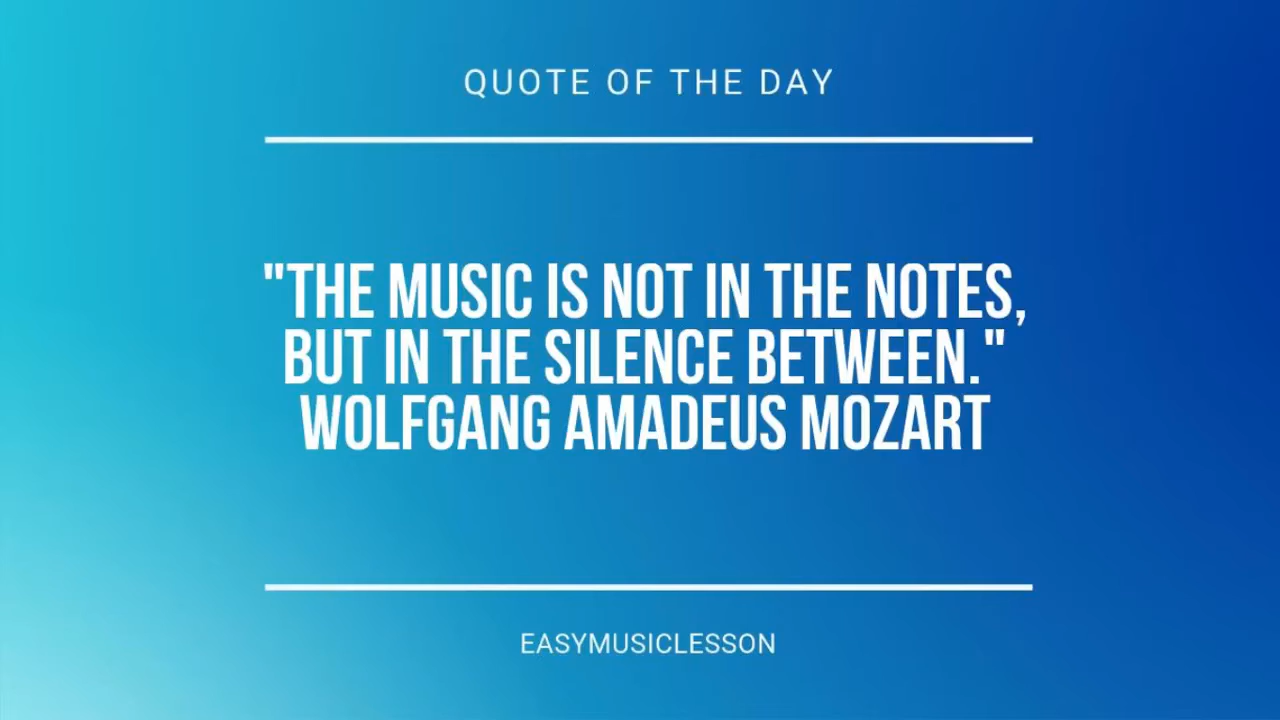 QUOTE OF THE DAY
"THE MUSIC IS NOT IN THE NOTES,
BUT IN THE SILENCE BETWEEN."
WOLFGANG AMADEUS MOZART
EASYMUSICLESSON